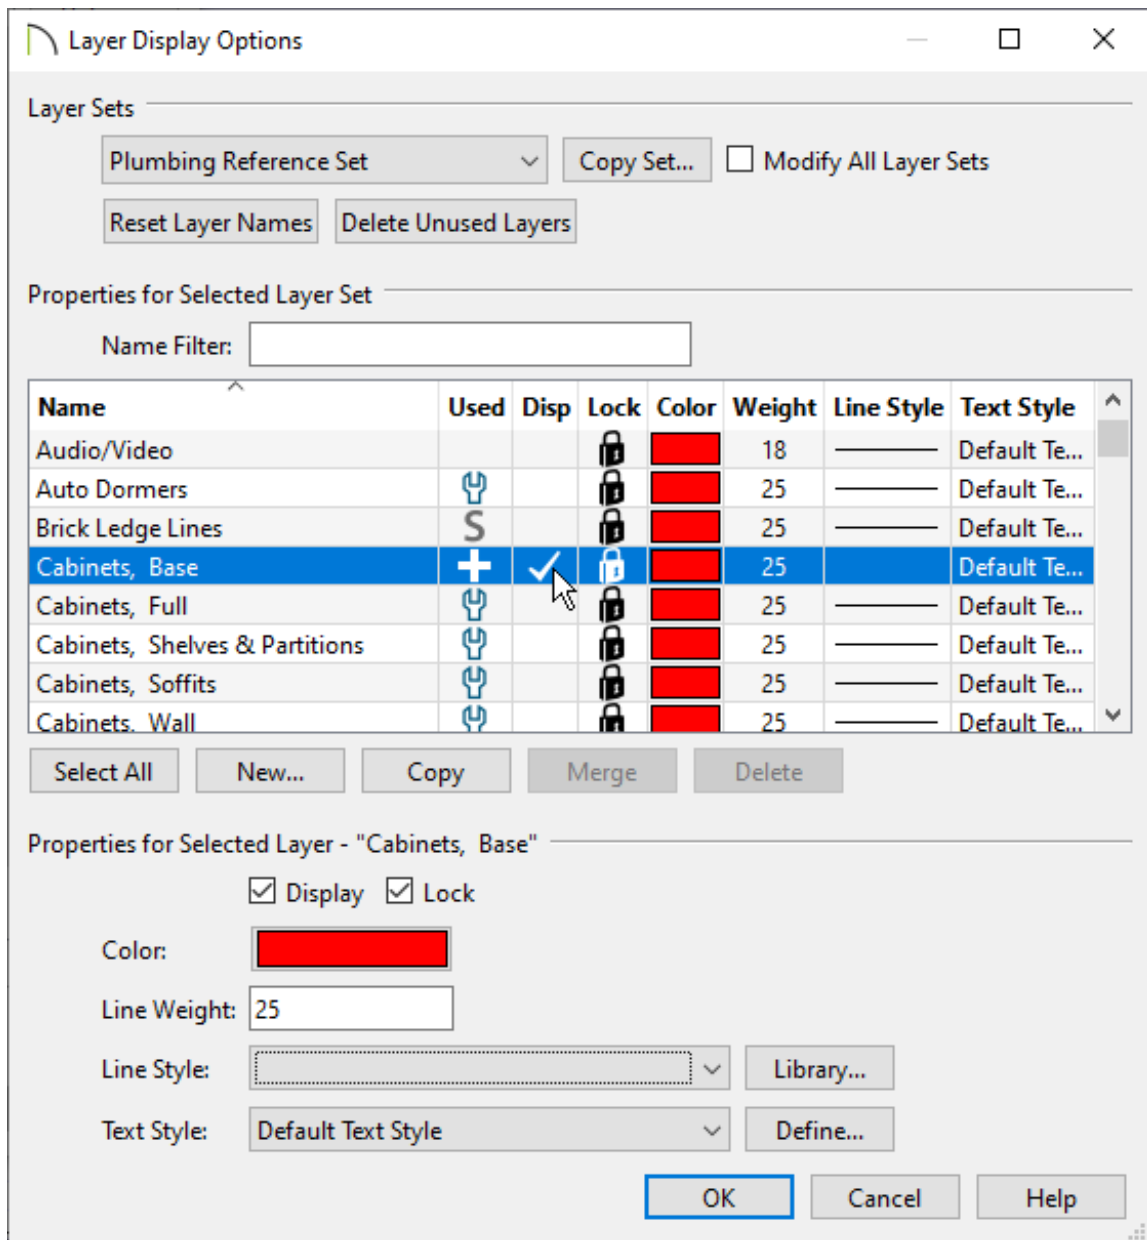 Layer Display Options
Layer Sets
Plumbing Reference Set Copy Set... Modify All Layer Sets
Reset Layer Names Delete Unused Layers
Properties for Selected Layer Set
Name Filter:
Name Used Disp Lock Color Weight Line Style Text Style
Audio/Video 18 Default Te...
Auto Dormers 25 Default Te...
Brick Ledge Lines S 25 Default Te...
Cabinets, Base 25 Default Te...
Cabinets, Full 25 Default Te...
Cabinets, Shelves & Partitions 25 Default Te...
Cabinets, Soffits 25 Default Te...
Cabinets, Wall 25 Default Te...
Select All New... Copy Merge Delete
Properties for Selected Layer - "Cabinets, Base"
Display Lock
Color:
Line Weight: 25
Line Style: Library...
Text Style: Default Text Style Define...
OK Cancel Help